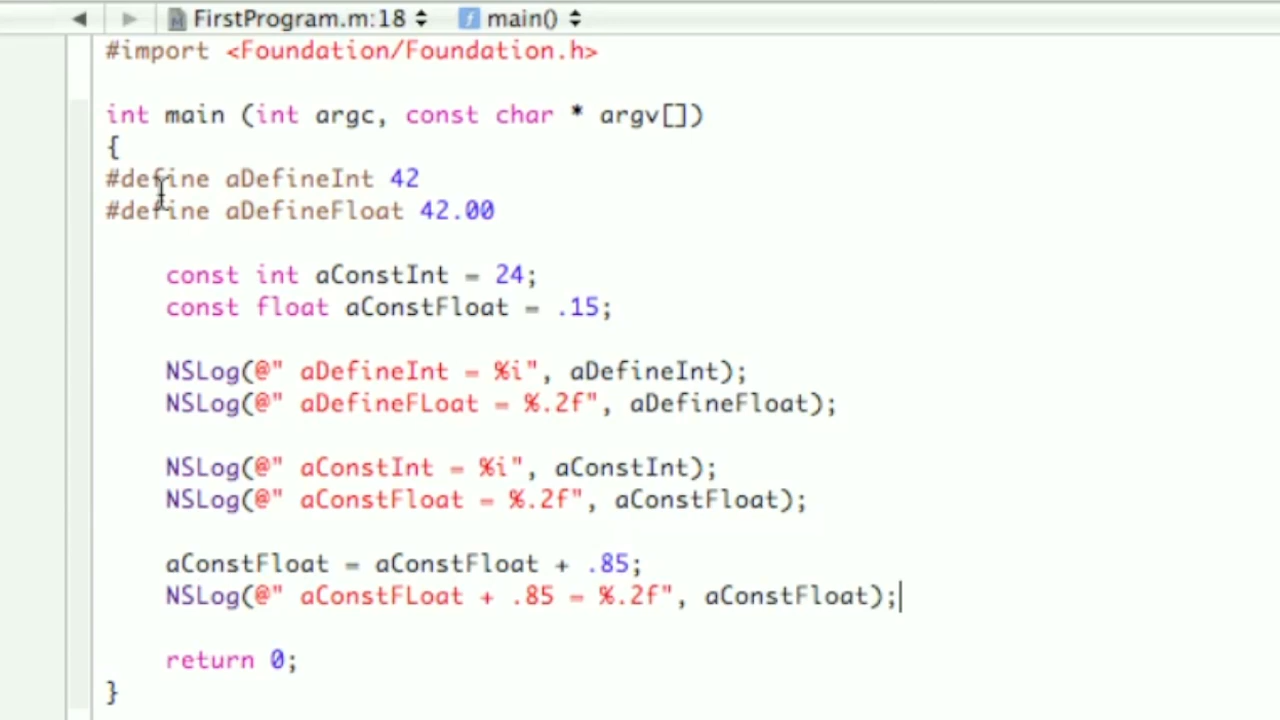 FirstProgram.m:18 main()
#import <Foundation/Foundation.h>
int main (int argc, const char * argv[])
{
#define aDefineInt 42
#define aDefineFloat 42.00
const int aConstInt = 24;
const float aConstFloat = .15;
NSLog(@" aDefineInt = %i", aDefineInt);
NSLog(@" aDefineFLoat = %.2f", aDefineFloat);
NSLog(@" aConstInt = %i", aConstInt);
NSLog(@" aConstFloat = %.2f", aConstFloat);
aConstFloat = aConstFloat + .85;
NSLog(@" aConstFLoat + .85 = %.2f", aConstFloat);
return 0;
}